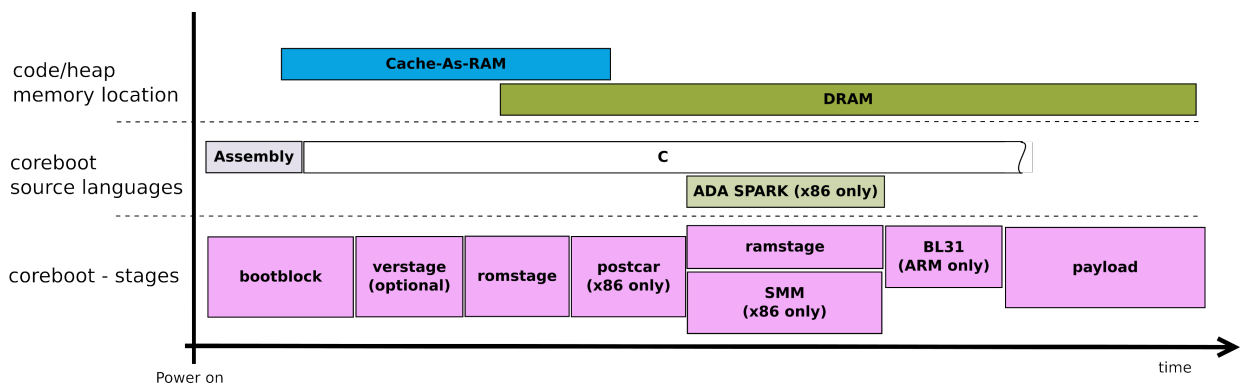 code/heap
memory location
Cache-As-RAM
DRAM
coreboot
source languages
Assembly
C
ADA SPARK (x86 only)
coreboot - stages
bootblock
verstage
(optional)
romstage
postcar
(x86 only)
ramstage
SMM
(x86 only)
BL31
(ARM only)
payload
Power on
time